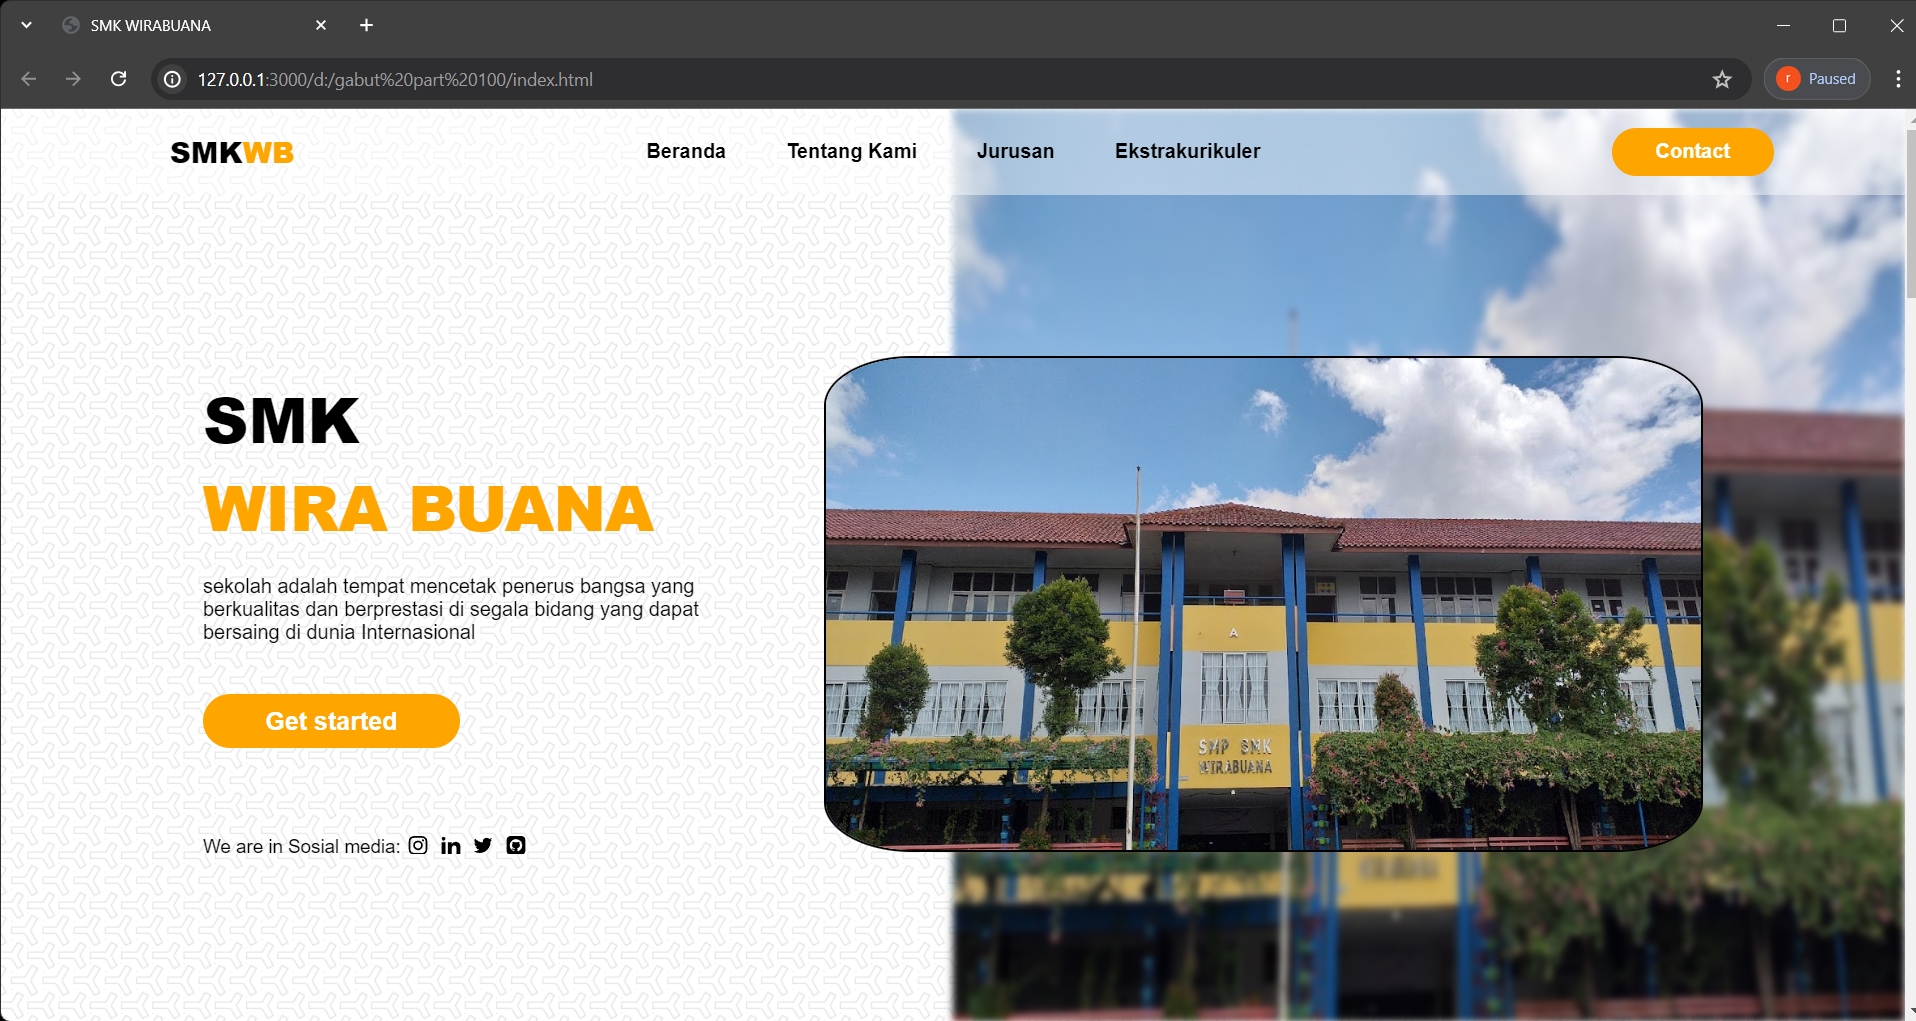 SMK WIRABUANA
127.0.0.1:3000/d:/gabut%20part%20100/index.html
r Paused
SMKWB
Beranda Tentang Kami Jurusan Ekstrakurikuler
Contact
SMK
WIRA BUANA
sekolah adalah tempat mencetak penerus bangsa yang
berkualitas dan berprestasi di segala bidang yang dapat
bersaing di dunia Internasional
Get started
We are in Sosial media:
A
SMP SMK
WIRABUANA